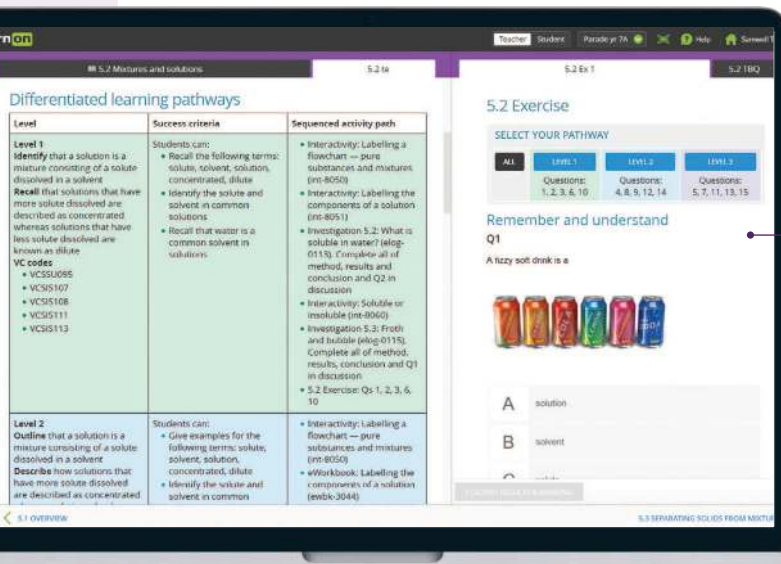 on
Teacher Student Parade yr 7A Help
5.2 Mixtures and solutions
5.2 te
5.2 Ex 1
5.2 TBQ
Differentiated learning pathways
Level
Success criteria
Sequenced activity path
Level 1
Identify that a solution is a
mixture consisting of a solute
dissolved in a solvent
Recall that solutions that have
more solute dissolved are
described as concentrated
whereas solutions that have
less solute dissolved are
known as dilute
VC codes
• VCSSU095
• VCSIS107
• VCSIS108
• VCSIS111
• VCSIS113
Students can:
• Recall the following terms:
solute, solvent, solution,
concentrated, dilute
• Identify the solute and
solvent in common
solutions
• Recall that water is a
common solvent in
solutions
• Interactivity: Labelling a
flowchart — pure
substances and mixtures
(int-8050)
• Interactivity: Labelling the
components of a solution
(int-8051)
• Investigation 5.2: What is
soluble in water? (elog-
0113). Complete all of
method, results and
conclusion and Q2 in
discussion
• Interactivity: Soluble or
insoluble (int-8060)
• Investigation 5.3: Froth
and bubble (elog-0115).
Complete all of method,
results, conclusion and Q1
in discussion
• 5.2 Exercise: Qs 1, 2, 3, 6,
10
Level 2
Outline that a solution is a
mixture consisting of a solute
dissolved in a solvent
Describe how solutions that
have more solute dissolved
are described as concentrated
Students can:
• Give examples for the
following terms: solute,
solvent, solution,
concentrated, dilute
• Identify the solute and
solvent in common
• Interactivity: Labelling a
flowchart — pure
substances and mixtures
(int-8050)
• eWorkbook: Labelling the
components of a solution
(ewbk-3044)
5.2 Exercise
SELECT YOUR PATHWAY
ALL
LEVEL 1
LEVEL 2
LEVEL 3
Questions:
1, 2, 3, 6, 10
Questions:
4, 8, 9, 12, 14
Questions:
5, 7, 11, 13, 15
Remember and understand
Q1
A fizzy soft drink is a
A solution
B solvent
5.1 OVERVIEW
5.3 SEPARATING SOLIDS FROM